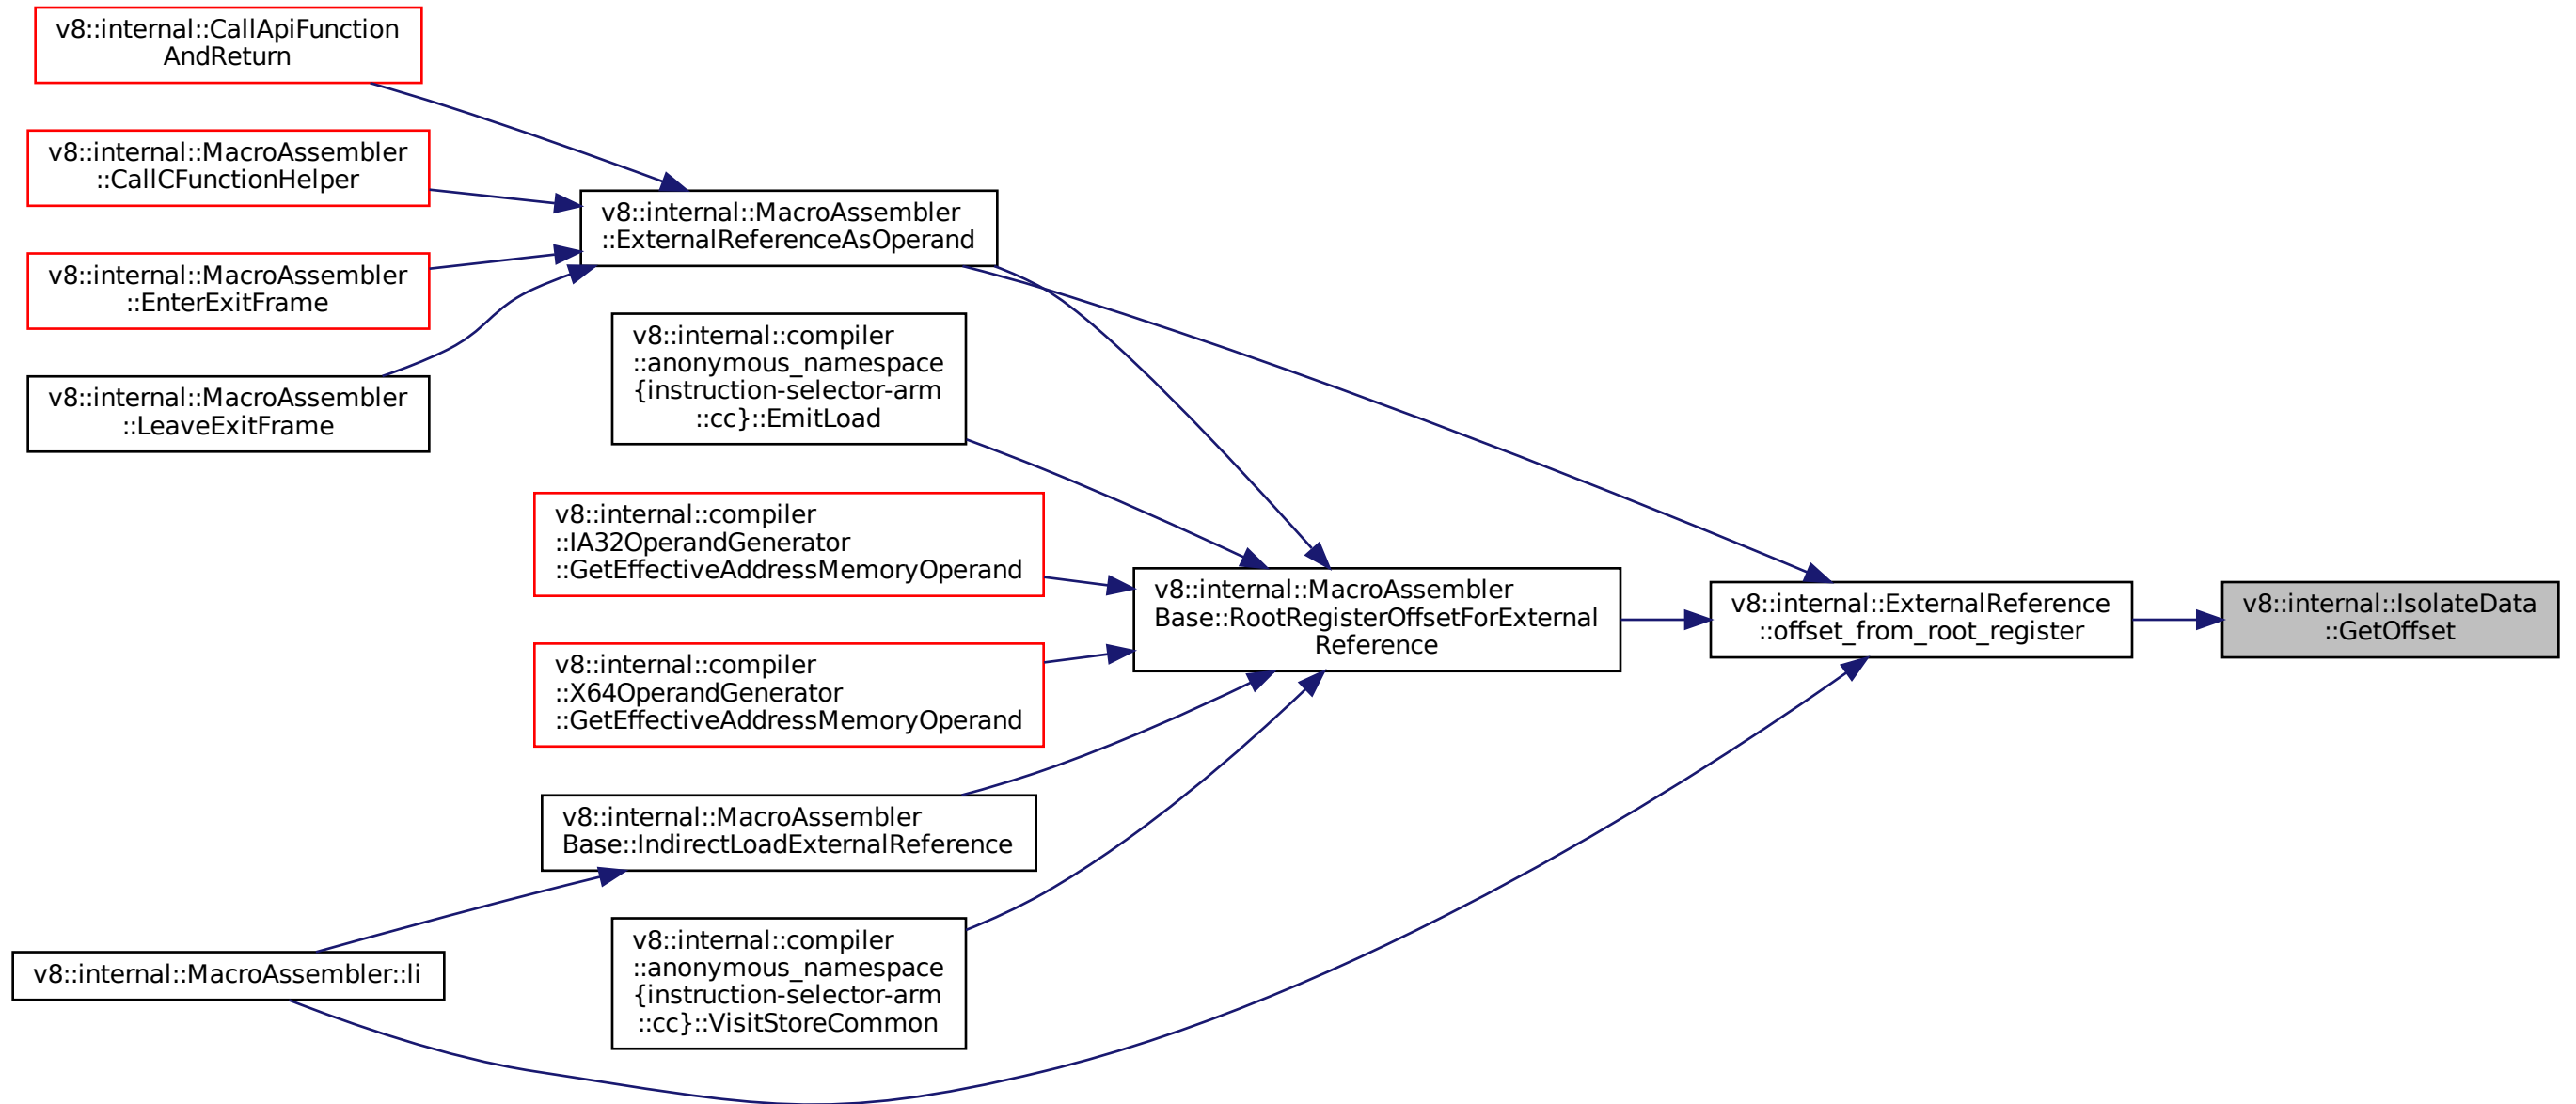 v8::internal::CallApiFunction
AndReturn
v8::internal::MacroAssembler
::CallCFunctionHelper
v8::internal::MacroAssembler
::EnterExitFrame
v8::internal::MacroAssembler
::LeaveExitFrame
v8::internal::MacroAssembler
::ExternalReferenceAsOperand
v8::internal::compiler
::anonymous_namespace
{instruction-selector-arm
::cc}::EmitLoad
v8::internal::compiler
::IA32OperandGenerator
::GetEffectiveAddressMemoryOperand
v8::internal::compiler
::X64OperandGenerator
::GetEffectiveAddressMemoryOperand
v8::internal::MacroAssembler
Base::IndirectLoadExternalReference
v8::internal::compiler
::anonymous_namespace
{instruction-selector-arm
::cc}::VisitStoreCommon
v8::internal::MacroAssembler::li
v8::internal::MacroAssembler
Base::RootRegisterOffsetForExternal
Reference
v8::internal::ExternalReference
::offset_from_root_register
v8::internal::IsolateData
::GetOffset